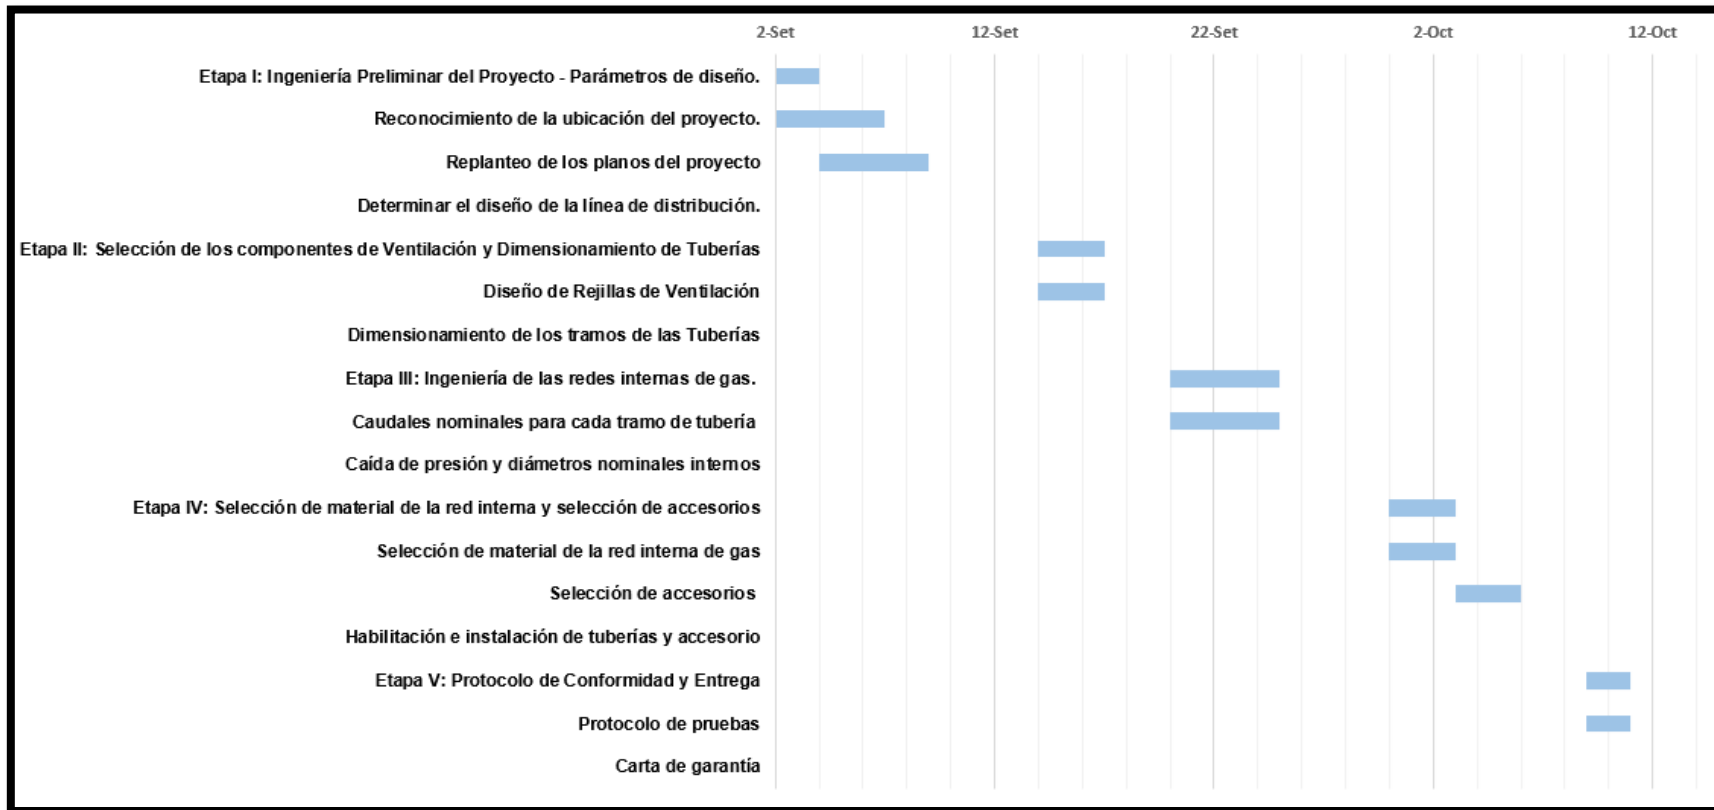 2-Set 12-Set 22-Set 2-Oct 12-Oct
Etapa I: Ingeniería Preliminar del Proyecto - Parámetros de diseño.
Reconocimiento de la ubicación del proyecto.
Replanteo de los planos del proyecto
Determinar el diseño de la línea de distribución.
Etapa II: Selección de los componentes de Ventilación y Dimensionamiento de Tuberías
Diseño de Rejillas de Ventilación
Dimensionamiento de los tramos de las Tuberías
Etapa III: Ingeniería de las redes internas de gas.
Caudales nominales para cada tramo de tubería
Caída de presión y diámetros nominales internos
Etapa IV: Selección de material de la red interna y selección de accesorios
Selección de material de la red interna de gas
Selección de accesorios
Habilitación e instalación de tuberías y accesorio
Etapa V: Protocolo de Conformidad y Entrega
Protocolo de pruebas
Carta de garantía